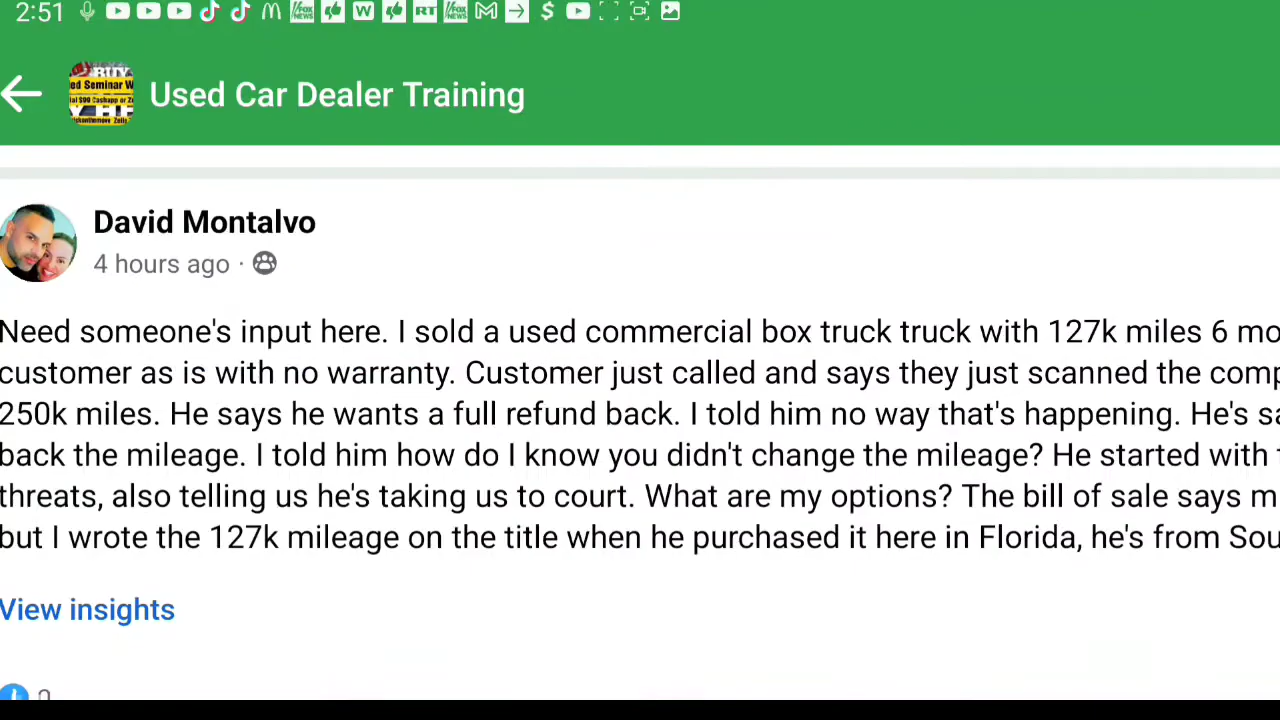 2:51
Used Car Dealer Training
David Montalvo
4 hours ago ·
Need someone's input here. I sold a used commercial box truck truck with 127k miles 6 mo
customer as is with no warranty. Customer just called and says they just scanned the comp
250k miles. He says he wants a full refund back. I told him no way that's happening. He's sa
back the mileage. I told him how do I know you didn't change the mileage? He started with
threats, also telling us he's taking us to court. What are my options? The bill of sale says m
but I wrote the 127k mileage on the title when he purchased it here in Florida, he's from Sou
View insights